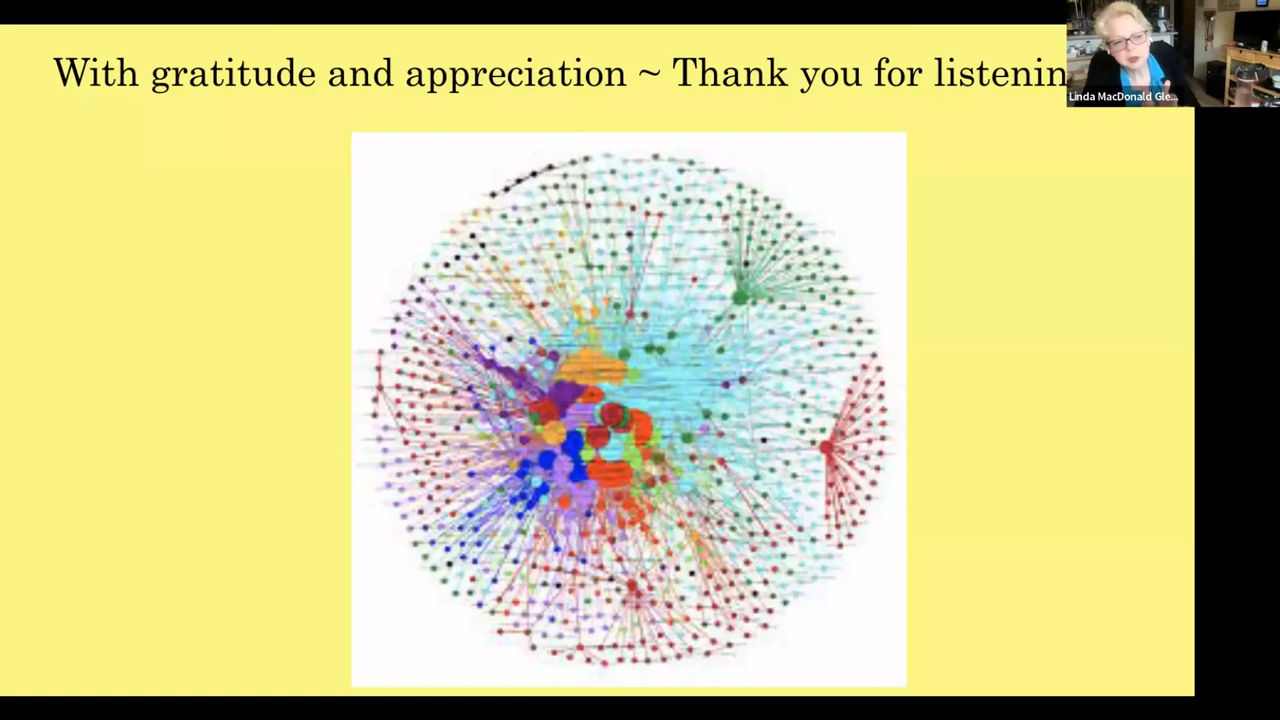 With gratitude and appreciation ~ Thank you for listenin
Linda MacDonald Gle...